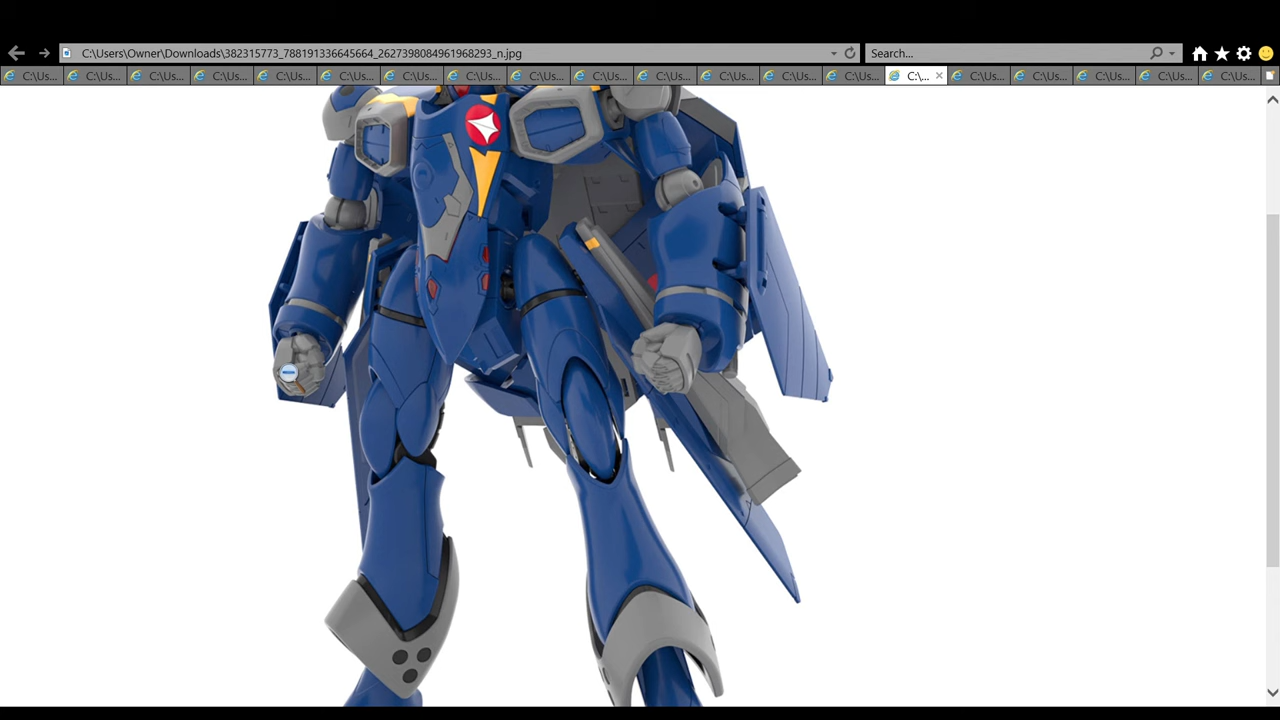 C:\Users\Owner\Downloads\382315773_788191336645664_2627398084961968293_n.jpg
Search...
C:\Us... C:\Us... C:\Us... C:\Us... C:\Us... C:\Us... C:\Us... C:\Us... C:\Us... C:\Us... C:\Us... C:\Us... C:\Us... C:\Us... C:\... C:\Us... C:\Us... C:\Us... C:\Us... C:\Us...